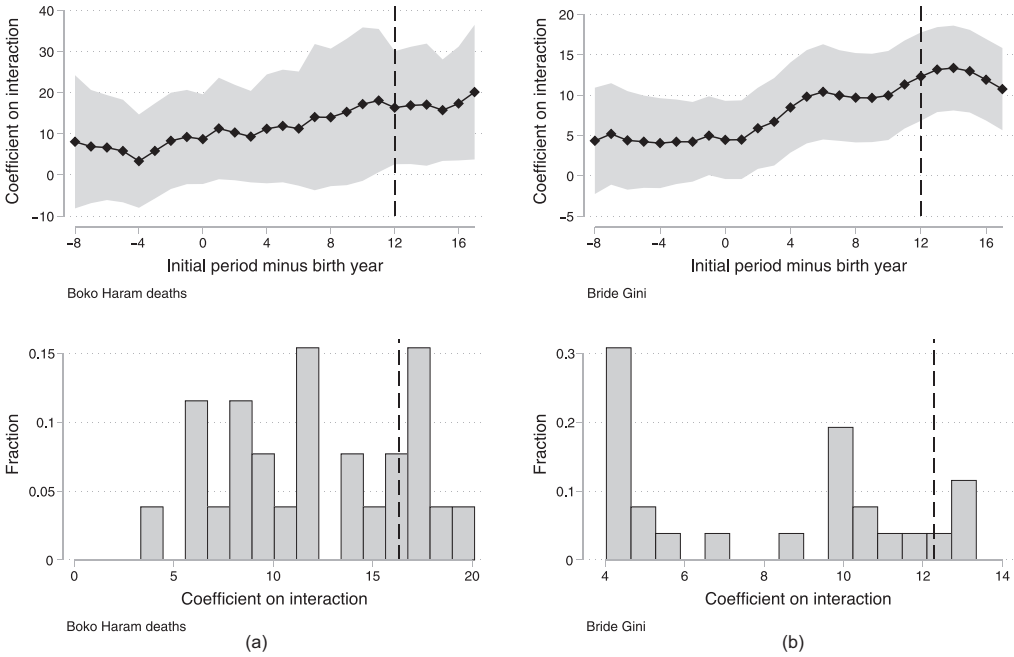 Coefficient on interaction
40
30
20
10
0
−10
−8 −4 0 4 8 12 16
Initial period minus birth year
Boko Haram deaths
Coefficient on interaction
20
15
10
5
0
−5
−8 −4 0 4 8 12 16
Initial period minus birth year
Bride Gini
Fraction
0.15
0.1
0.05
0
0 5 10 15 20
Coefficient on interaction
Boko Haram deaths
(a)
Fraction
0.3
0.2
0.1
0
4 6 8 10 12 14
Coefficient on interaction
Bride Gini
(b)